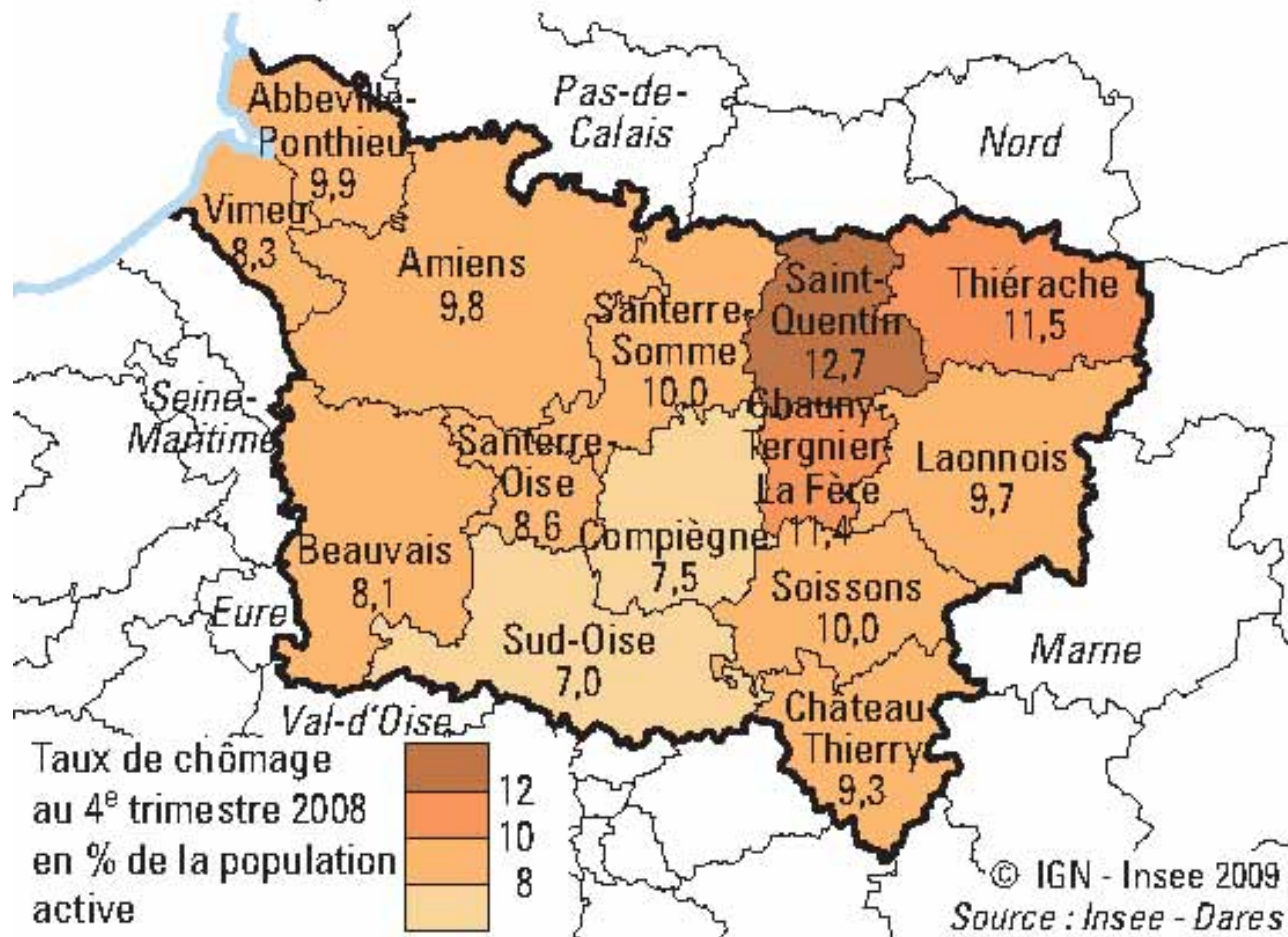 Abbeville-
Ponthieu
9,9
Pas-de-
Calais
Nord
Vimeu
8,3
Amiens
9,8
Santerre-
Somme
10,0
Saint-
Quentin
12,7
Thiérache
11,5
Seine-
Maritime
Santerre-
Oise
8,6
Chauny-
Tergnier-
La Fère
11,4
Laonnois
9,7
Beauvais
8,1
Compiègne
7,5
Soissons
10,0
Eure
Sud-Oise
7,0
Marne
Val-d'Oise
Château
Thierry
9,3
Taux de chômage
au 4e trimestre 2008
en % de la population
active
12
10
8
© IGN - Insee 2009
Source : Insee - Dares